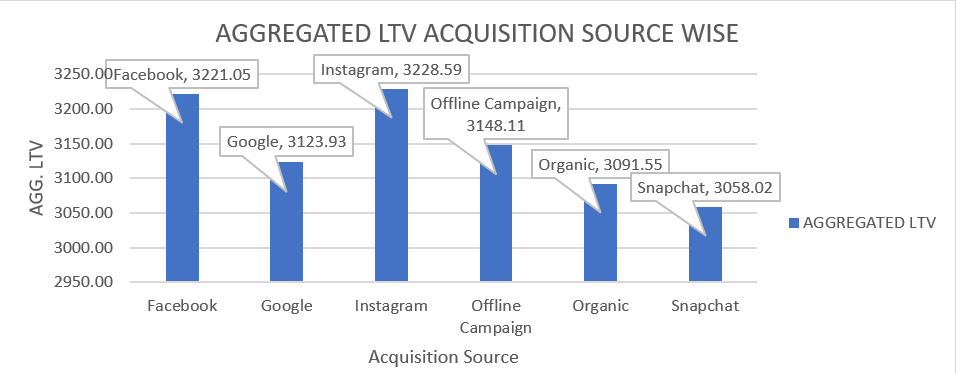 AGGREGATED LTV ACQUISITION SOURCE WISE
AGG. LTV
3250.00
3200.00
3150.00
3100.00
3050.00
3000.00
2950.00
Facebook, 3221.05
Google, 3123.93
Instagram, 3228.59
Offline Campaign,
3148.11
Organic, 3091.55
Snapchat, 3058.02
Facebook
Google
Instagram
Offline
Campaign
Organic
Snapchat
Acquisition Source
AGGREGATED LTV